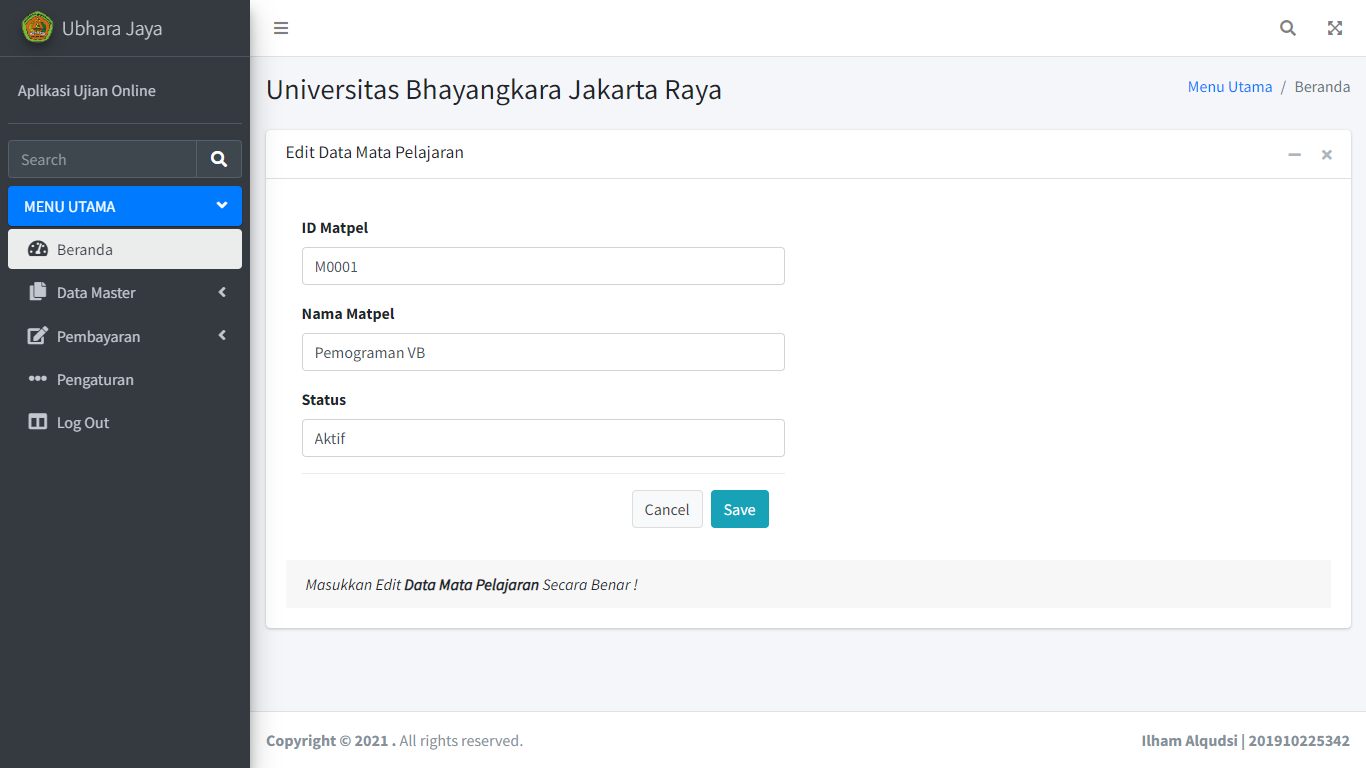 Ubhara Jaya
Aplikasi Ujian Online
Search
MENU UTAMA
Beranda
Data Master
Pembayaran
Pengaturan
Log Out
Universitas Bhayangkara Jakarta Raya
Menu Utama / Beranda
Edit Data Mata Pelajaran
ID Matpel
M0001
Nama Matpel
Pemograman VB
Status
Aktif
Cancel
Save
Masukkan Edit Data Mata Pelajaran Secara Benar !
Copyright © 2021 . All rights reserved.
Ilham Alqudsi | 201910225342